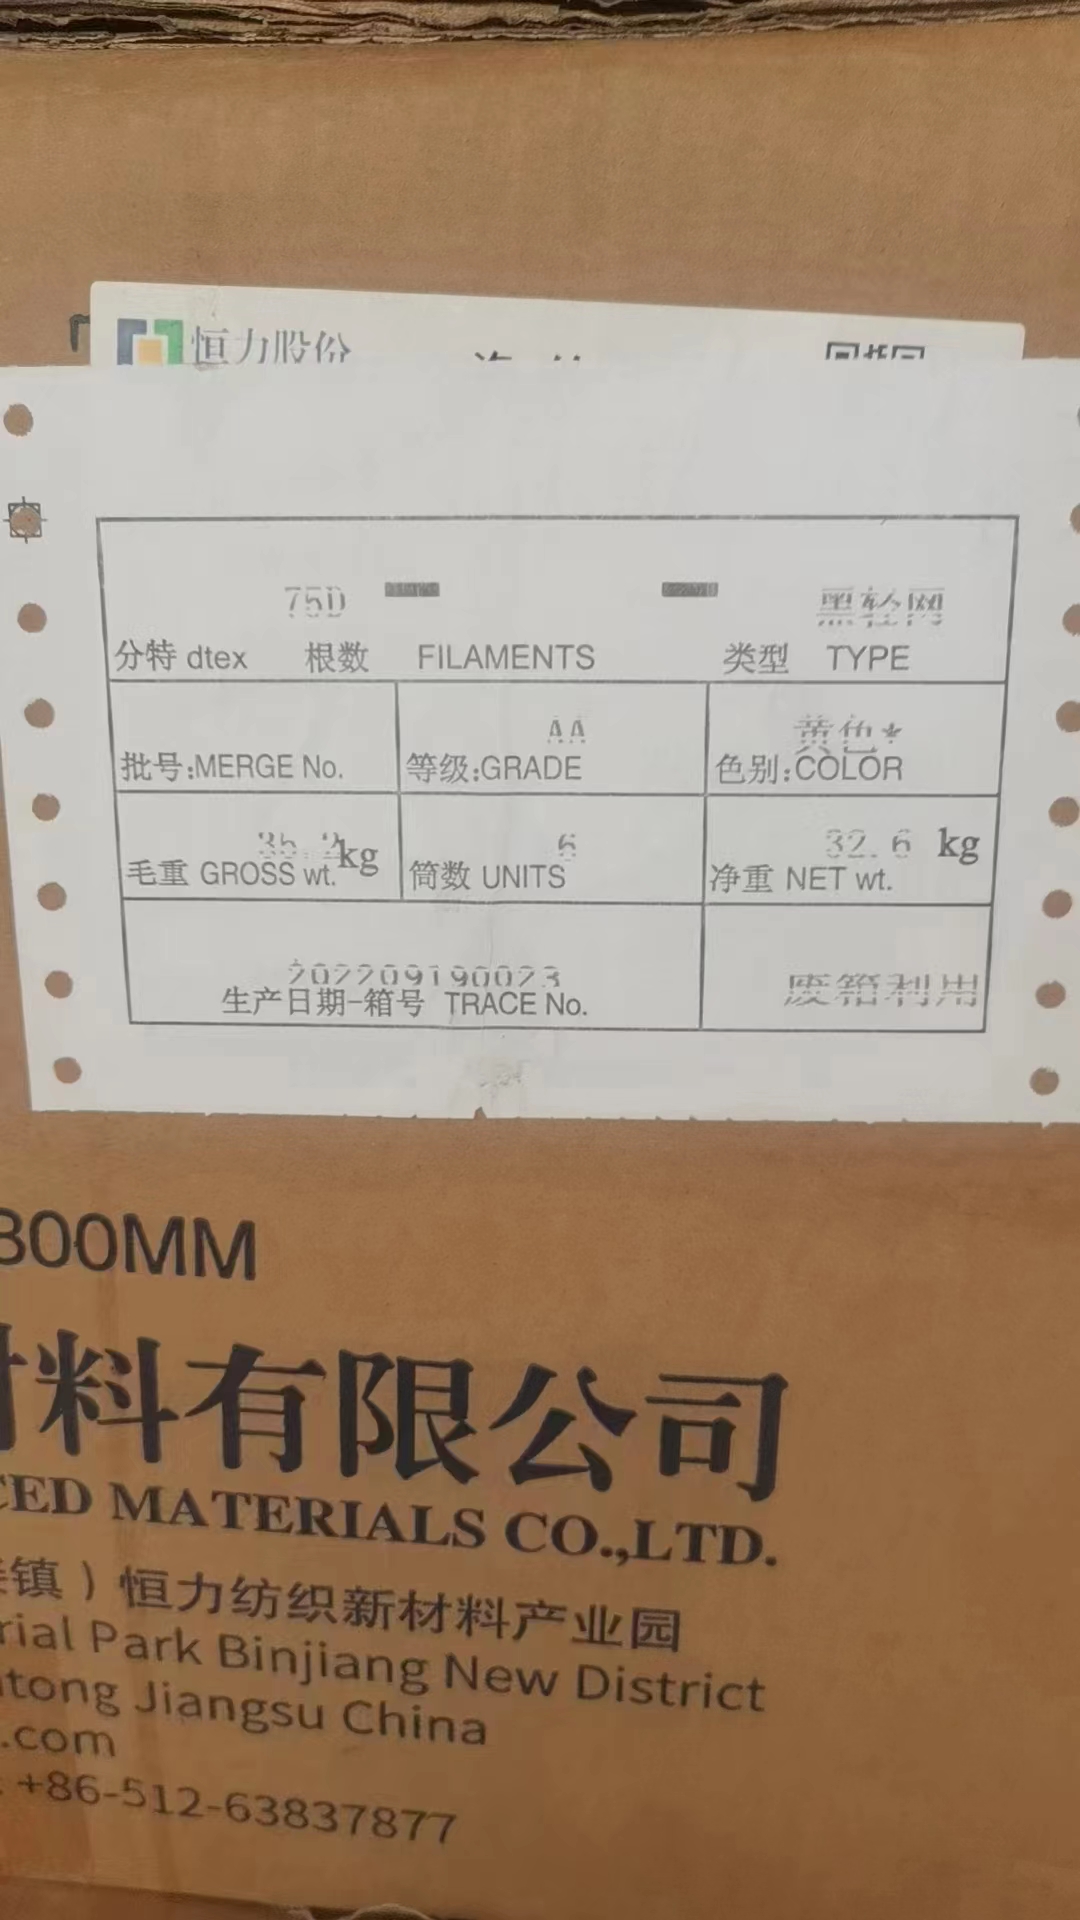 恒力股份
75D
黑轻网
分特 dtex 根数 FILAMENTS 类型 TYPE
AA
黄色*
批号:MERGE No. 等级:GRADE 色别:COLOR
6
32.6 kg
kg
毛重 GROSS wt. 筒数 UNITS 净重 NET wt.
202209190023
生产日期-箱号 TRACE No.
废箱利用
300MM
材料有限公司
CED MATERIALS CO.,LTD.
镇）恒力纺织新材料产业园
rial Park Binjiang New District
ntong Jiangsu China
.com
+86-512-63837877